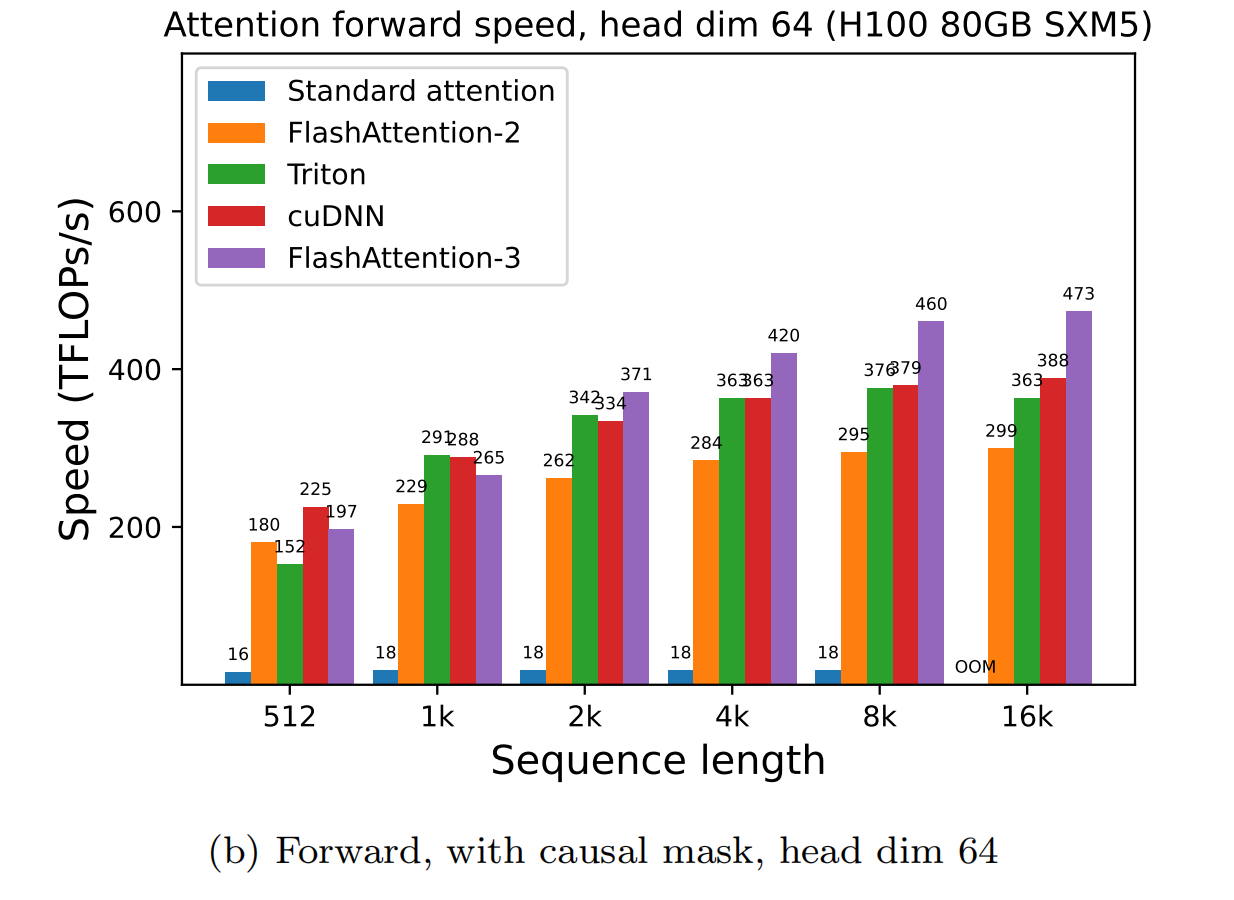 Attention forward speed, head dim 64 (H100 80GB SXM5)
Standard attention
FlashAttention-2
Triton
cuDNN
FlashAttention-3
Speed (TFLOPs/s)
600
400
200
16
180
152
225
197
18
229
291
288
265
18
262
342
334
371
18
284
363
363
420
18
295
376
379
460
OOM
299
363
388
473
512
1k
2k
4k
8k
16k
Sequence length
(b) Forward, with causal mask, head dim 64